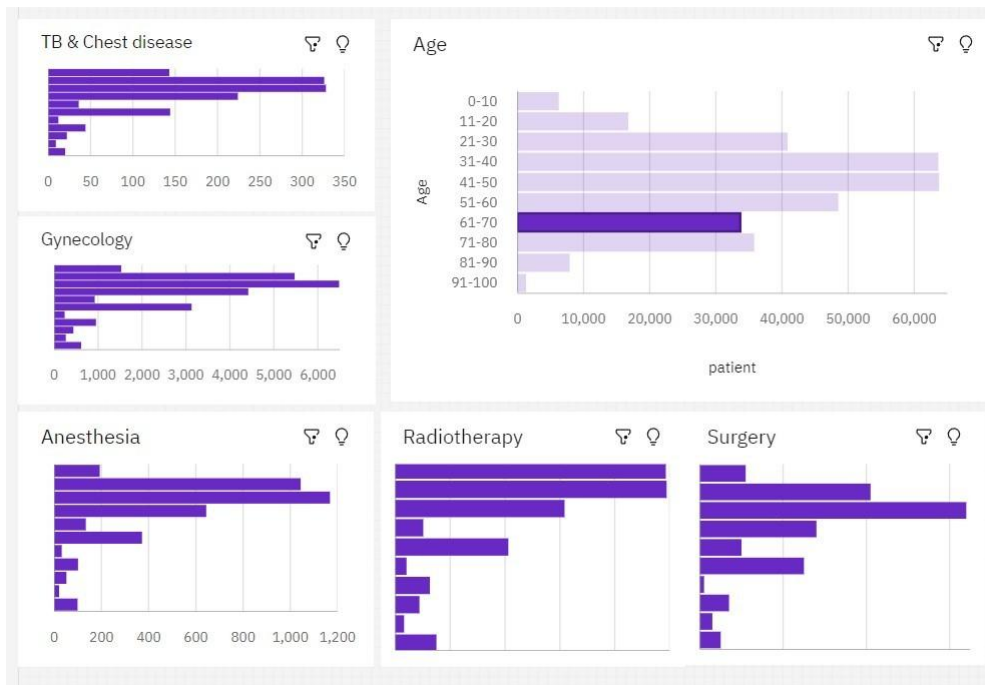 TB & Chest disease
0 50 100 150 200 250 300 350
Gynecology
0 1,000 2,000 3,000 4,000 5,000 6,000
Age
Age
0-10
11-20
21-30
31-40
41-50
51-60
61-70
71-80
81-90
91-100
0 10,000 20,000 30,000 40,000 50,000 60,000
patient
Anesthesia
0 200 400 600 800 1,000 1,200
Radiotherapy
Surgery